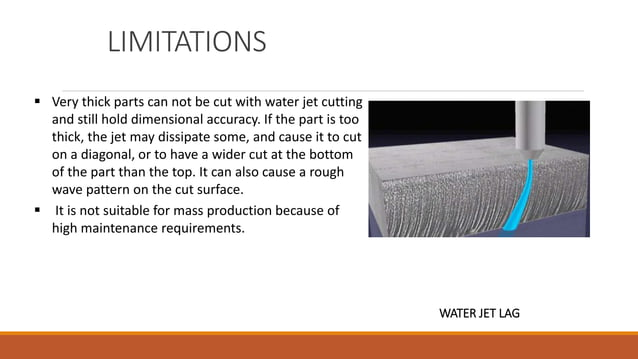 LIMITATIONS
▪ Very thick parts can not be cut with water jet cutting
and still hold dimensional accuracy. If the part is too
thick, the jet may dissipate some, and cause it to cut
on a diagonal, or to have a wider cut at the bottom
of the part than the top. It can also cause a rough
wave pattern on the cut surface.
▪ It is not suitable for mass production because of
high maintenance requirements.
WATER JET LAG